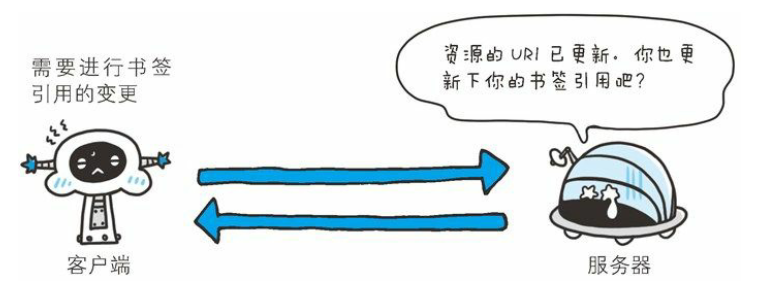 需要进行书签
引用的变更
资源的 URI 已更新。你也更
新下你的书签引用吧?
客户端
服务器